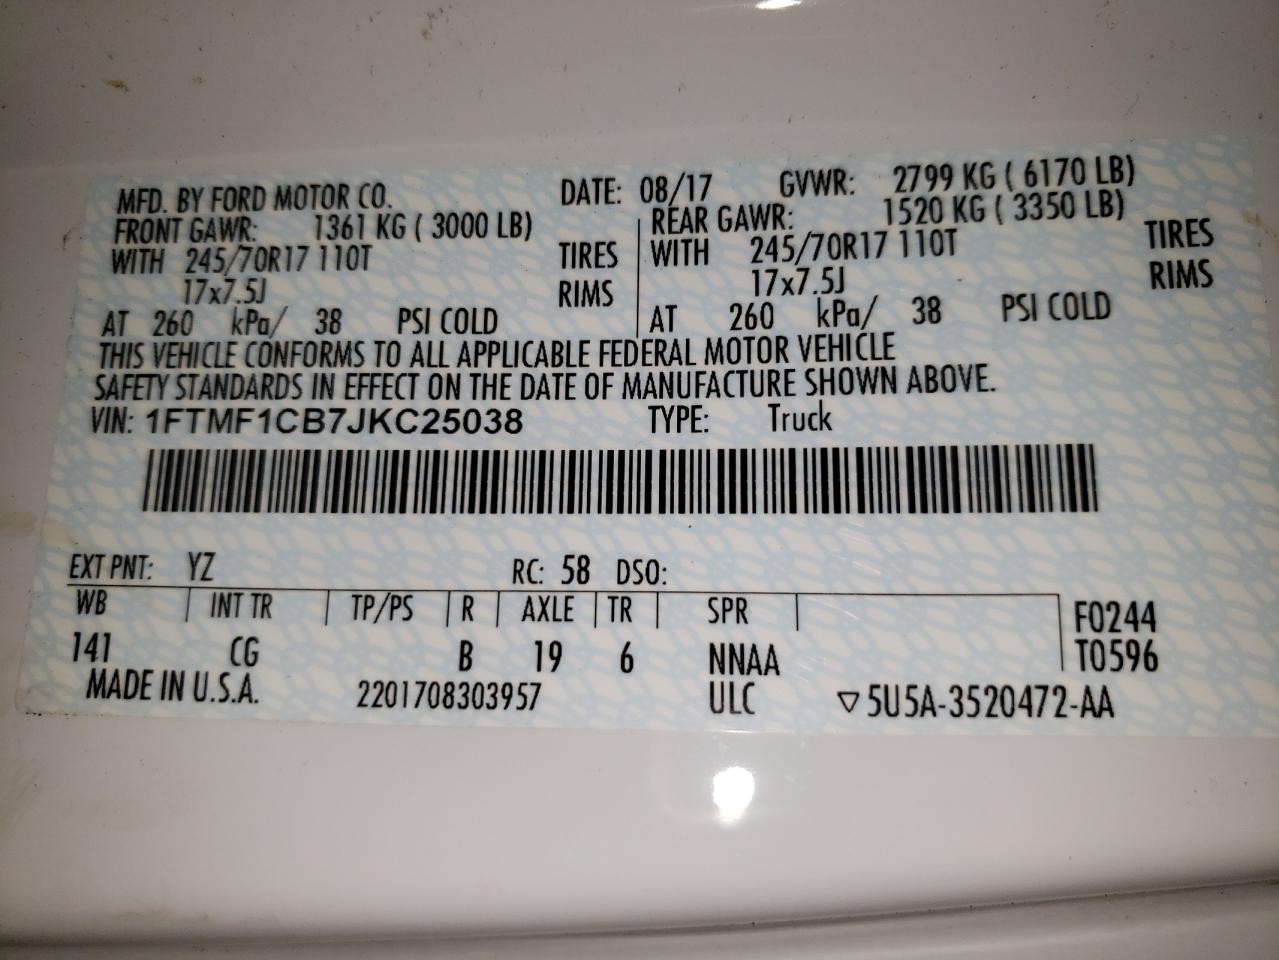 MFD. BY FORD MOTOR CO. DATE: 08/17 GVWR: 2799 KG ( 6170 LB)
FRONT GAWR: 1361 KG ( 3000 LB) REAR GAWR: 1520 KG ( 3350 LB)
WITH 245/70R17 110T TIRES WITH 245/70R17 110T TIRES
17x7.5J RIMS 17x7.5J RIMS
AT 260 kPa/ 38 PSI COLD AT 260 kPa/ 38 PSI COLD
THIS VEHICLE CONFORMS TO ALL APPLICABLE FEDERAL MOTOR VEHICLE
SAFETY STANDARDS IN EFFECT ON THE DATE OF MANUFACTURE SHOWN ABOVE.
VIN: 1FTMF1CB7JKC25038 TYPE: Truck
EXT PNT: YZ RC: 58 DSO:
WB INT TR TP/PS R AXLE TR SPR F0244
141 CG B 19 6 NNAA T0596
MADE IN U.S.A. 2201708303957 ULC ▽5U5A-3520472-AA